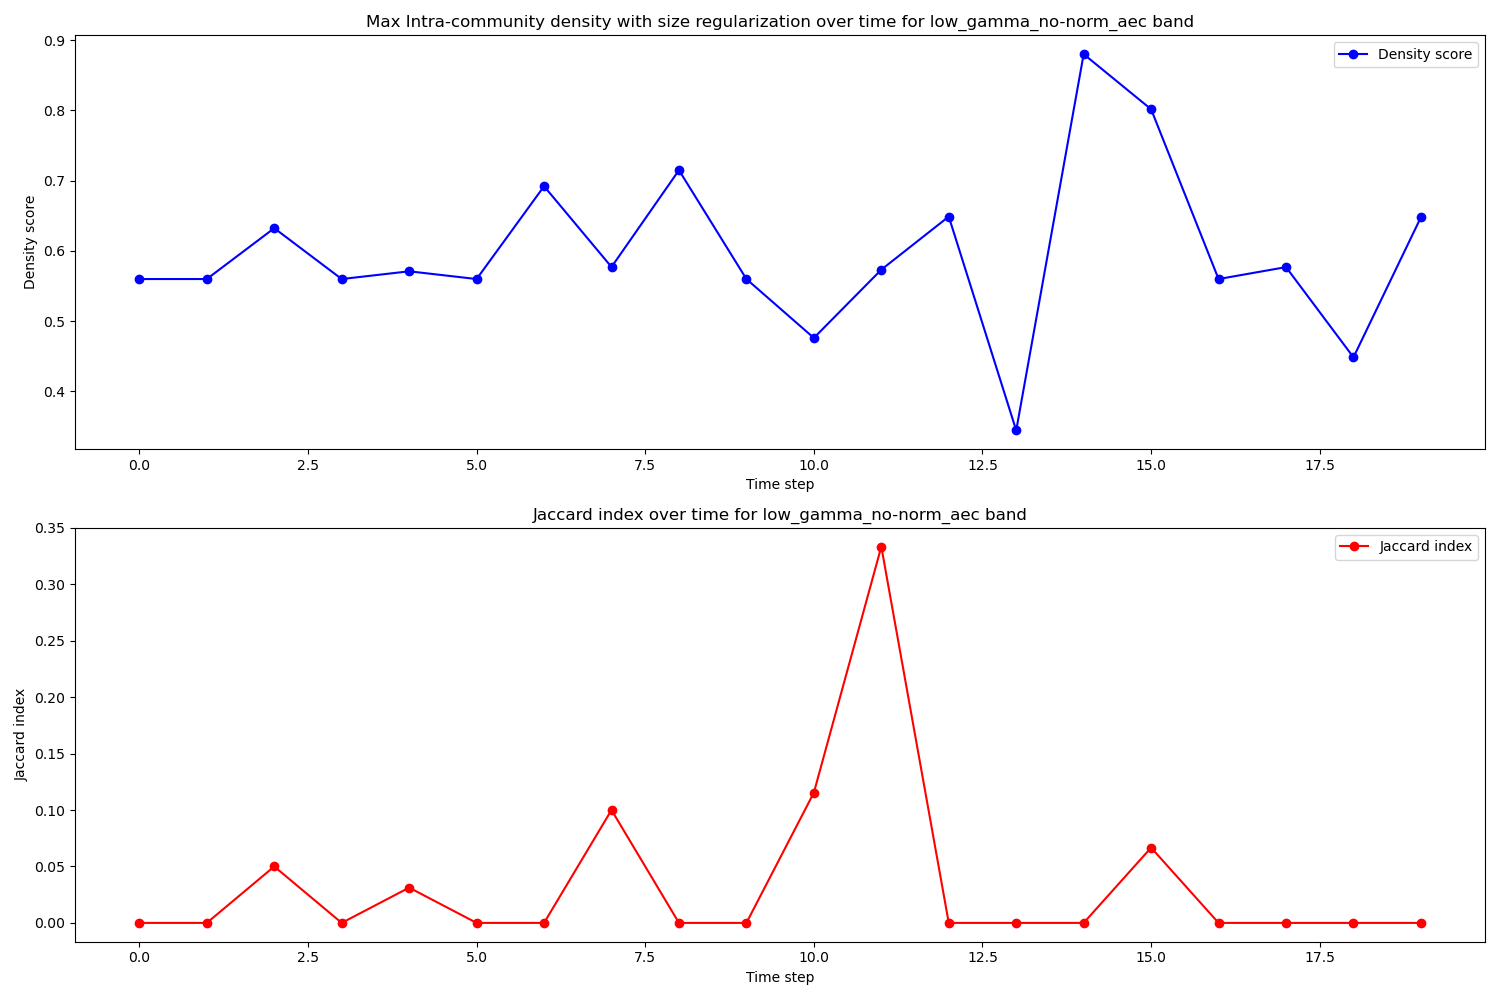 Max Intra-community density with size regularization over time for low_gamma_no-norm_aec band
Density score
0.9
0.8
0.7
0.6
0.5
0.4
Density score
0.0 2.5 5.0 7.5 10.0 12.5 15.0 17.5
Time step
Jaccard index over time for low_gamma_no-norm_aec band
Jaccard index
0.35
0.30
0.25
0.20
0.15
0.10
0.05
0.00
Jaccard index
0.0 2.5 5.0 7.5 10.0 12.5 15.0 17.5
Time step